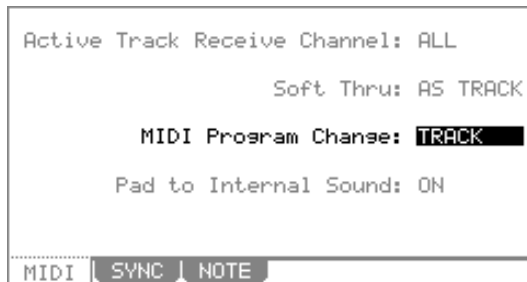 Active Track Receive Channel: ALL
Soft Thru: AS TRACK
MIDI Program Change: TRACK
Pad to Internal Sound: ON
MIDI SYNC NOTE